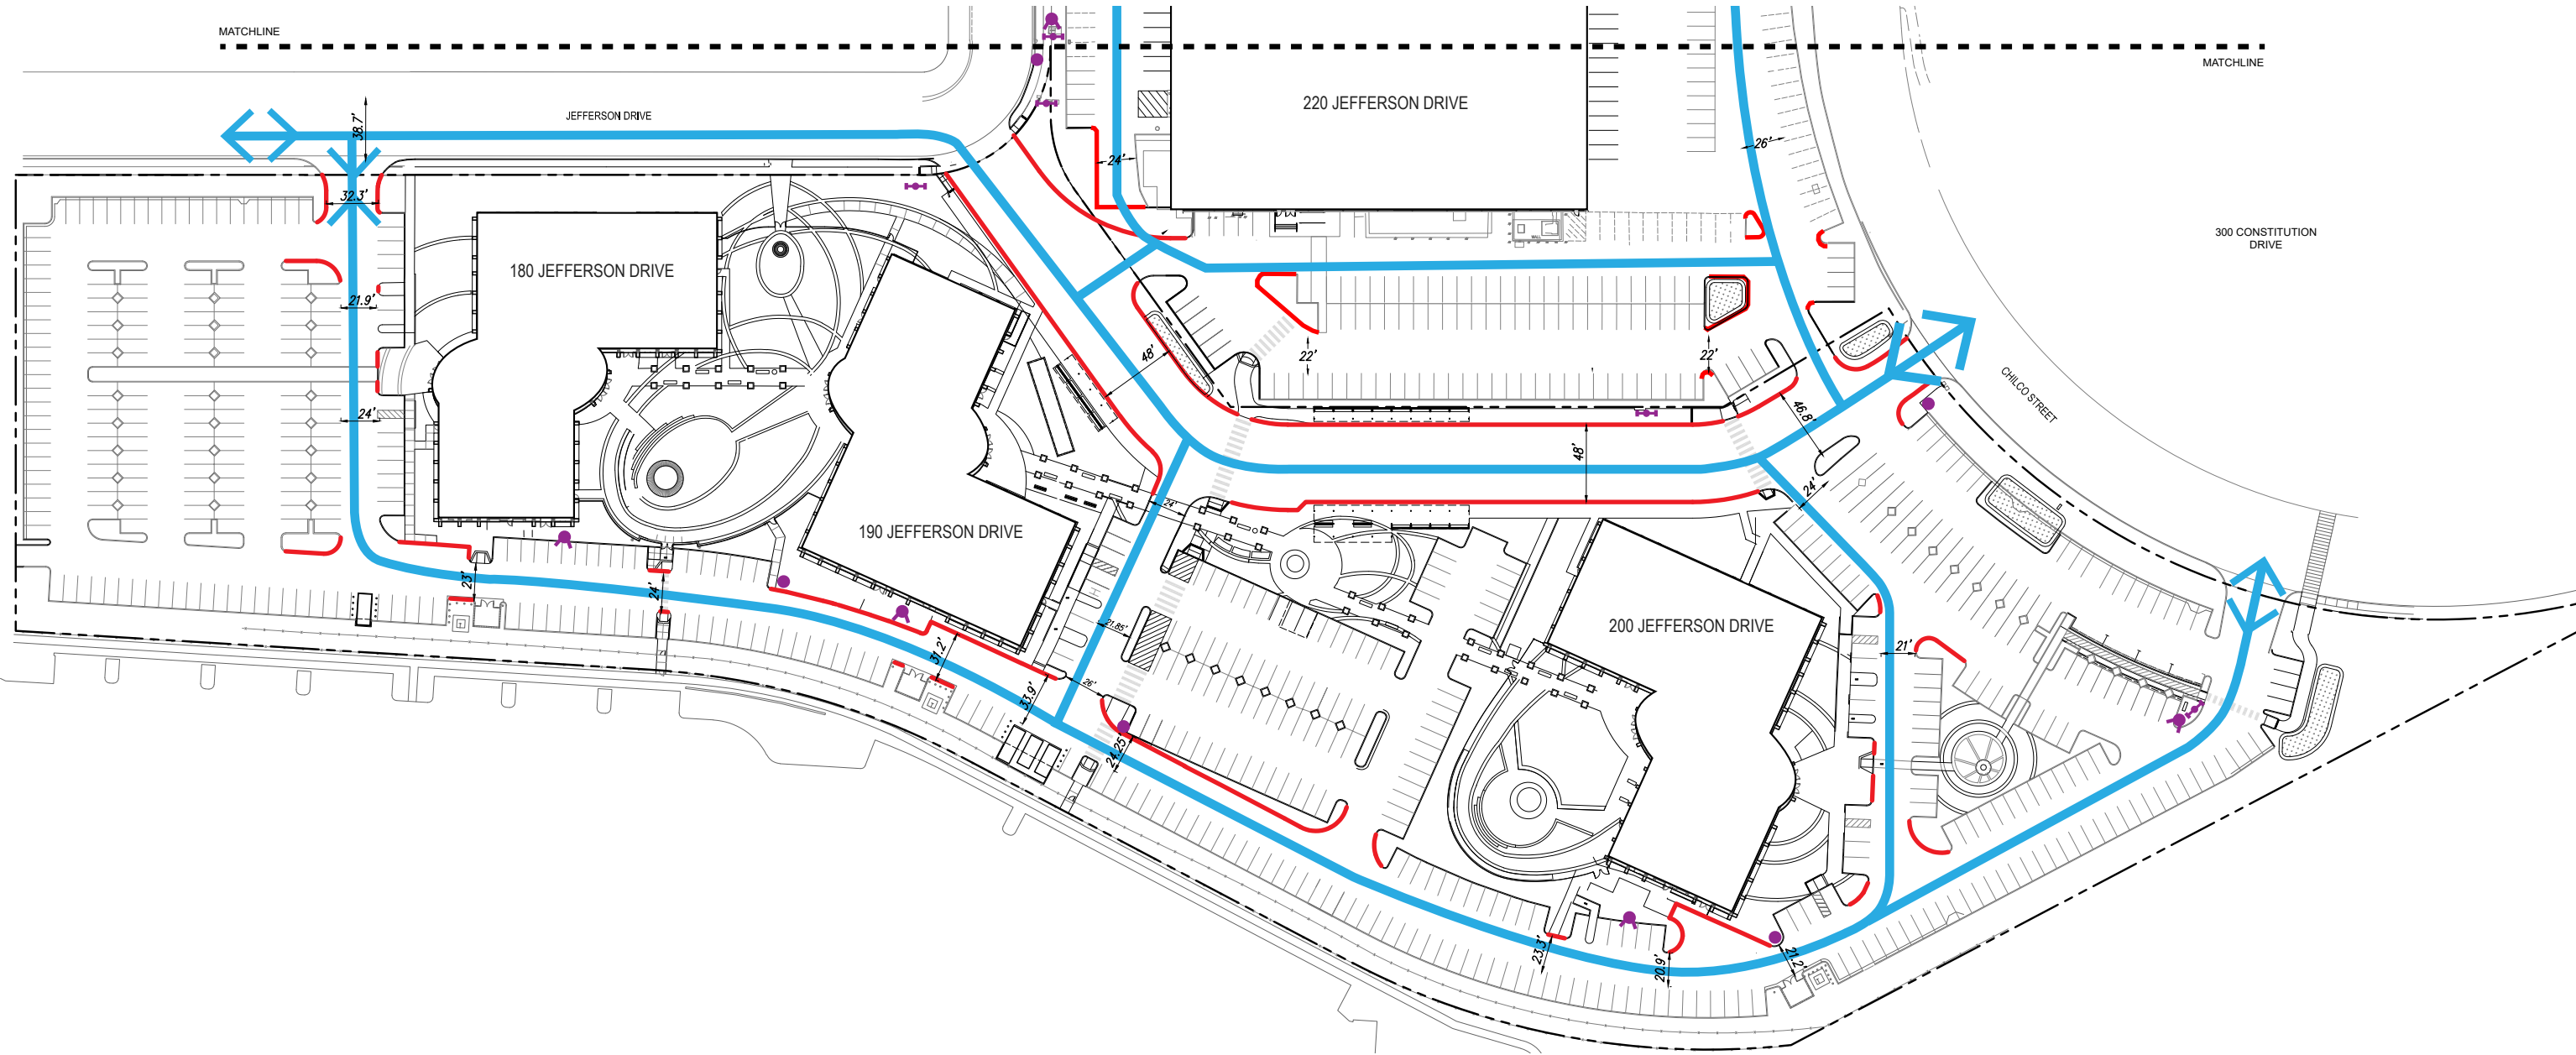 MATCHLINE
MATCHLINE
220 JEFFERSON DRIVE
JEFFERSON DRIVE
38.7'
24'
26'
32.3'
300 CONSTITUTION
DRIVE
180 JEFFERSON DRIVE
21.9'
48'
22'
22'
CHILCO STREET
24'
46.8'
48'
24'
24
190 JEFFERSON DRIVE
23'
24'
21.85'
200 JEFFERSON DRIVE
31.2'
21'
26'
33.9'
24.25'
23.3'
20.9'
21.2'